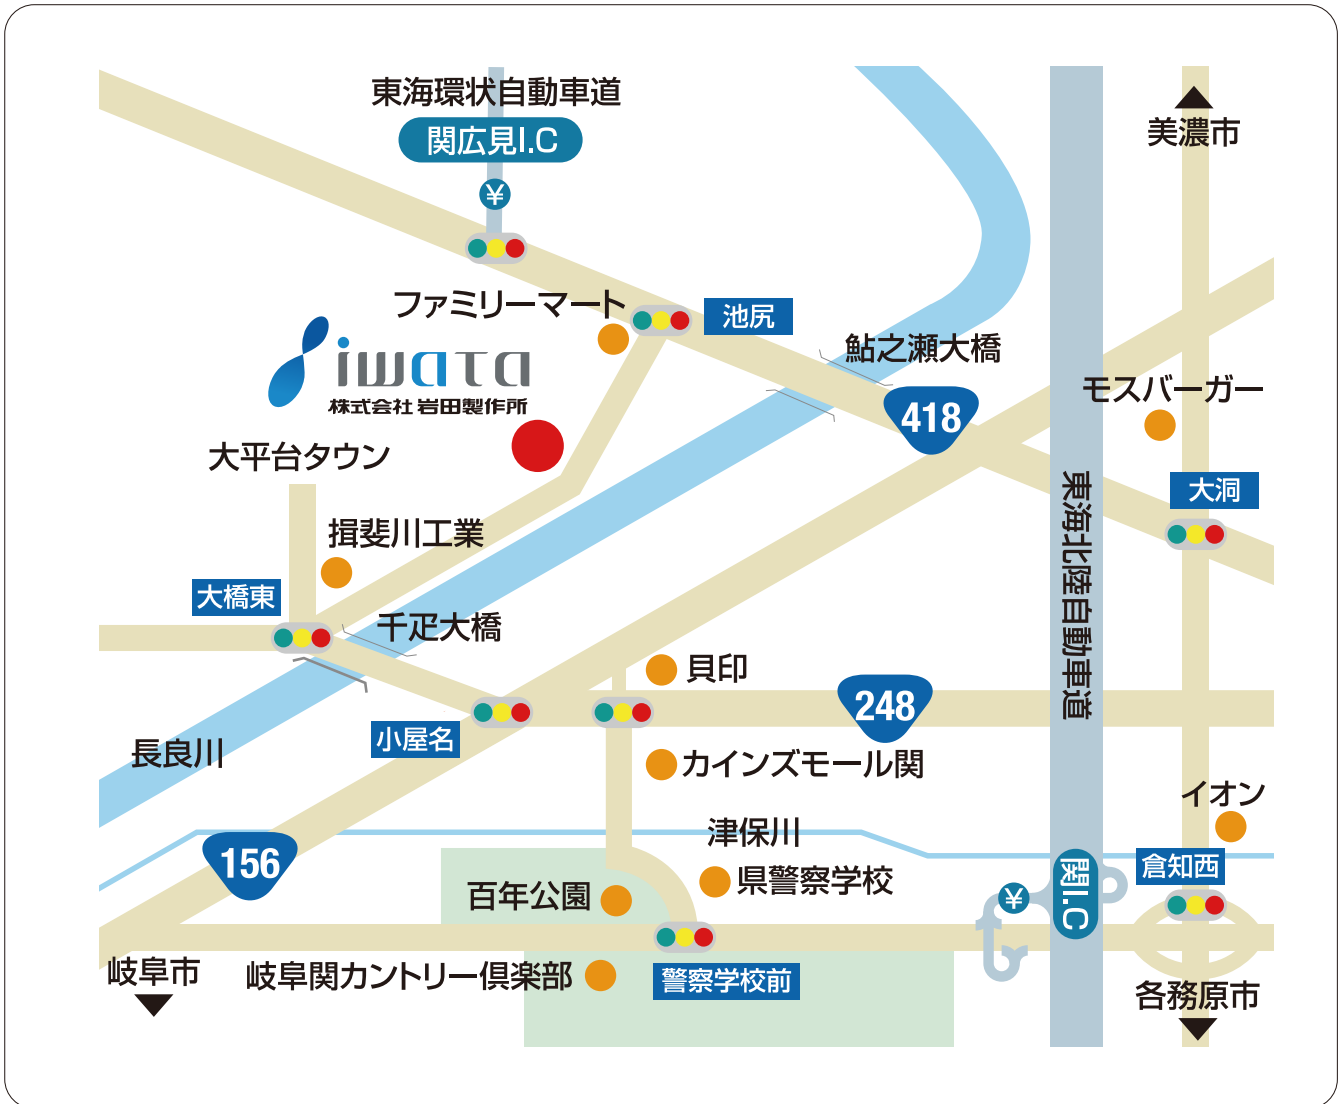 東海環状自動車道
関広見I.C
¥
美濃市
ファミリーマート
池尻
鮎之瀬大橋
iwata
株式会社 岩田製作所
418
モスバーガー
大平台タウン
大洞
揖斐川工業
東海北陸自動車道
大橋東
千疋大橋
貝印
248
小屋名
長良川
カインズモール関
イオン
津保川
156
倉知西
関I.C
県警察学校
百年公園
¥
岐阜市
岐阜関カントリー倶楽部
警察学校前
各務原市